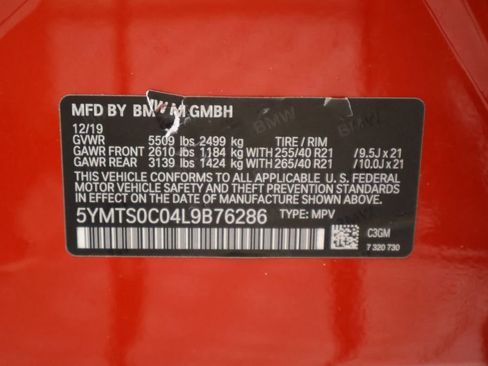 MFD BY BMW M GMBH
12/19
GVWR 5509 lbs 2499 kg TIRE / RIM
GAWR FRONT 2610 lbs 1184 kg WITH 255/40 R21 /9.5J x 21
GAWR REAR 3139 lbs 1424 kg WITH 265/40 R21 /10.0J x 21
THIS VEHICLE CONFORMS TO ALL APPLICABLE U. S. FEDERAL
MOTOR VEHICLE SAFETY AND THEFT PREVENTION STANDARDS
IN EFFECT ON THE DATE OF MANUFACTURE SHOWN ABOVE.
5YMTS0C04L9B76286 TYPE: MPV
C3GM
7 320 730